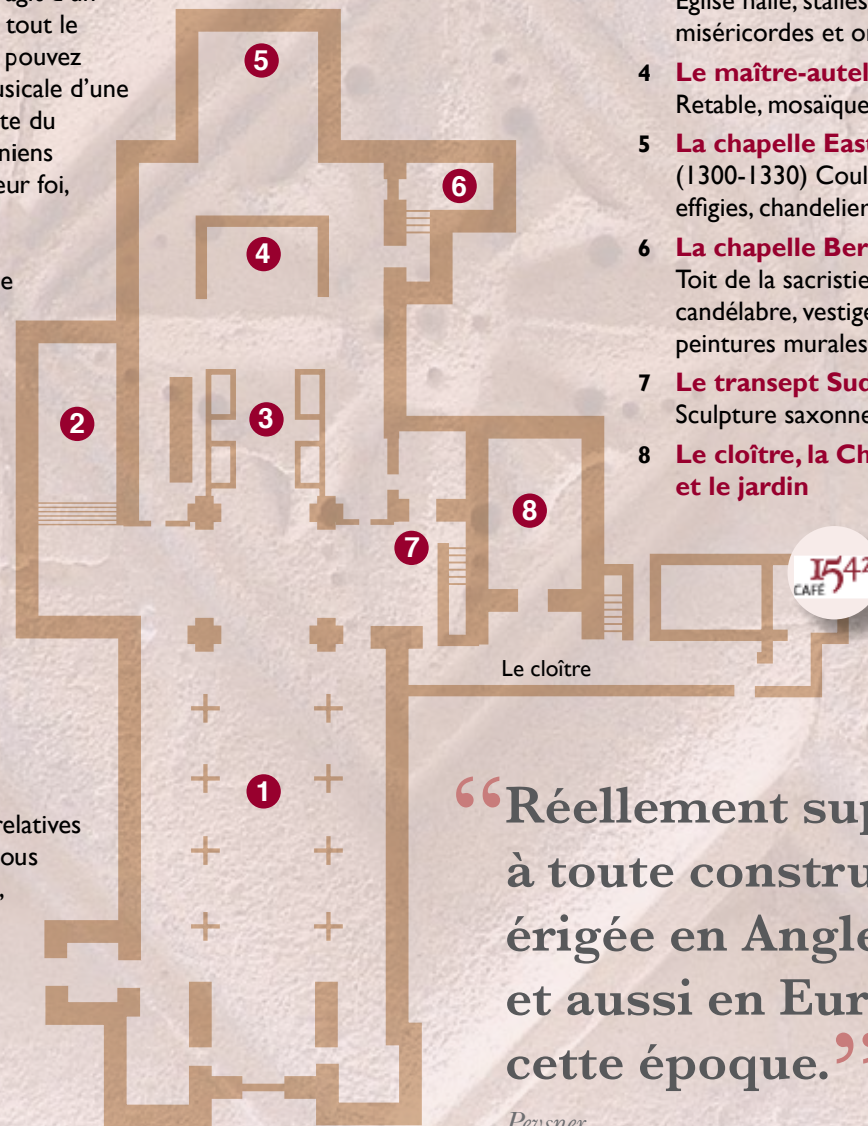 tout le
pouvez
usicale d'une
te du
niens
eur foi,
e
relatives
ous
,
5
6
4
2
3
8
7
1
Le cloître
miséricordes et o
4 Le maître-autel
Retable, mosaïque
5 La chapelle East
(1300-1330) Coul
effigies, chandelier
6 La chapelle Ber
Toit de la sacristie
candélabre, vestige
peintures murales
7 Le transept Sud
Sculpture saxonne
8 Le cloître, la Ch
et le jardin
1542
CAFÉ
“Réellement sup
à toute constru
érigée en Angle
et aussi en Eur
cette époque.”
Pevsner